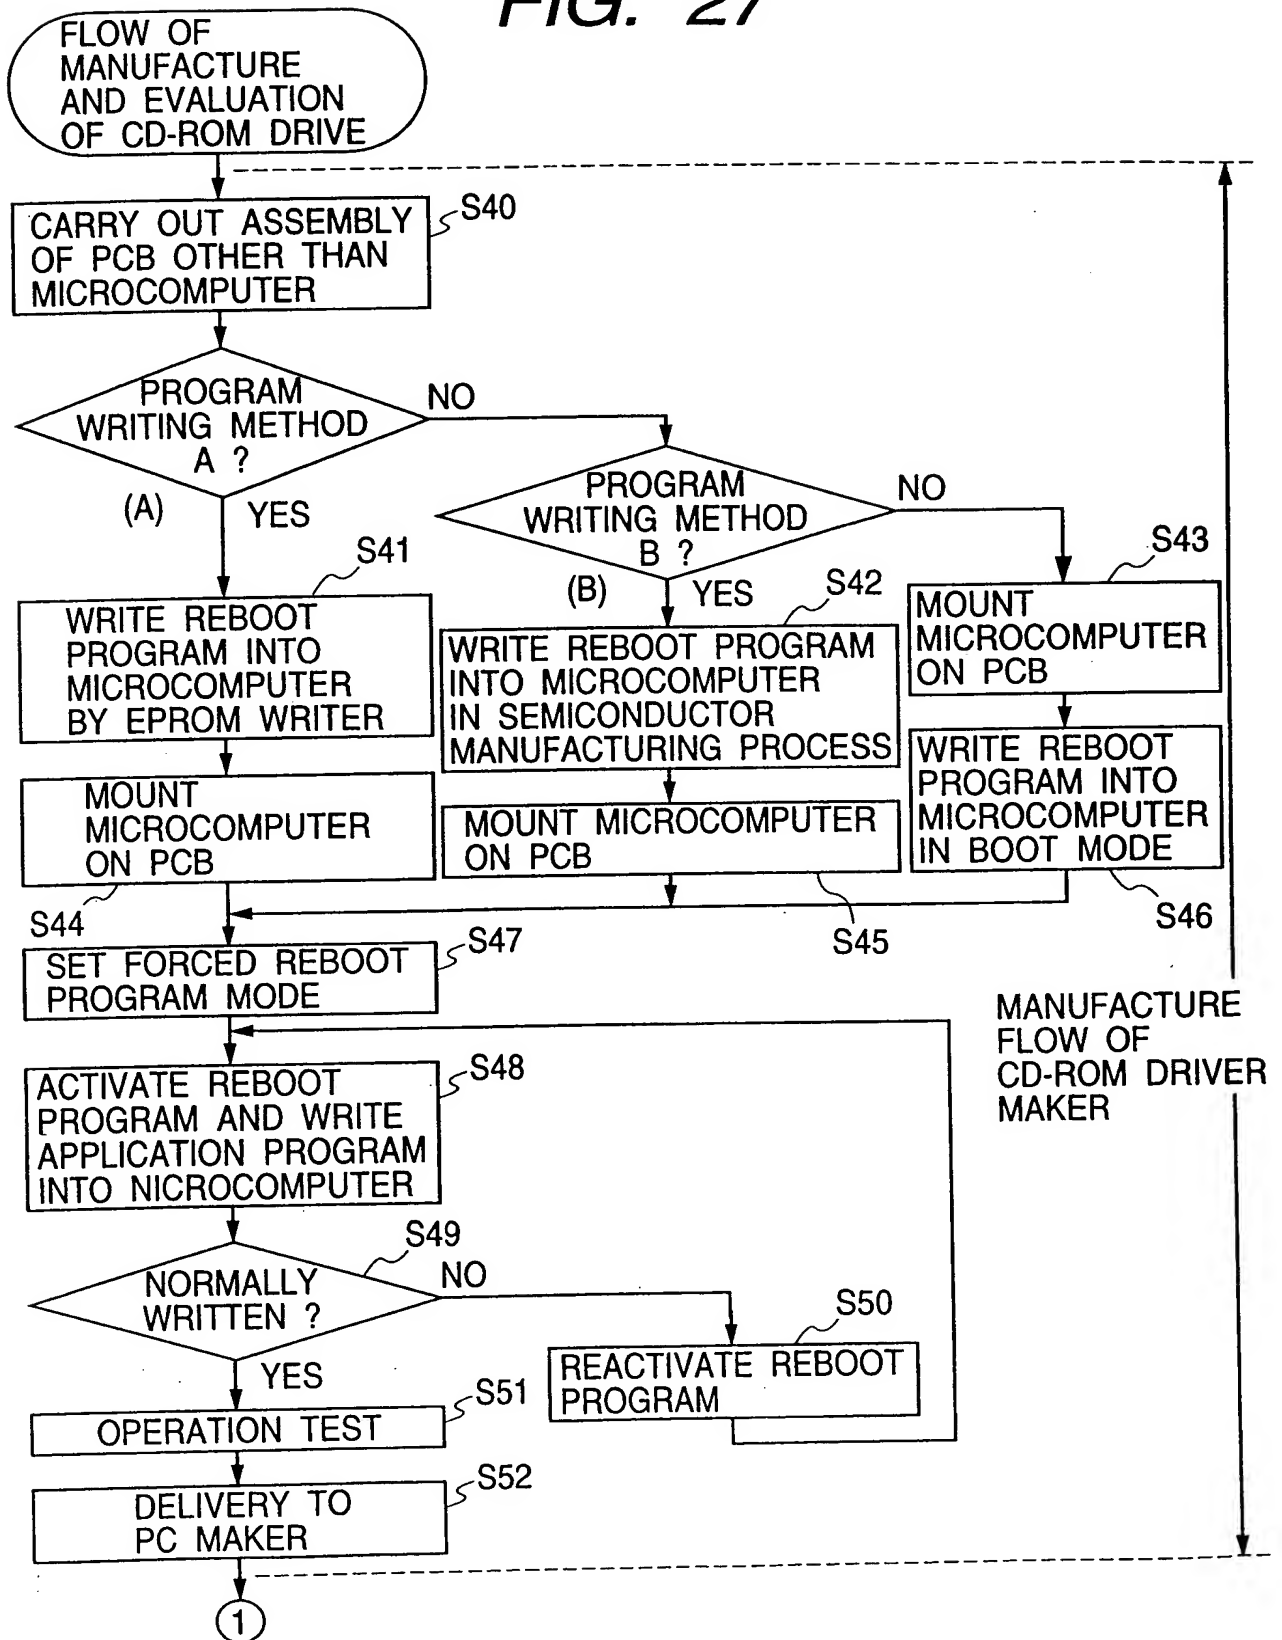 FIG. 27
FLOW OF
MANUFACTURE
AND EVALUATION
OF CD-ROM DRIVE
S40
CARRY OUT ASSEMBLY
OF PCB OTHER THAN
MICROCOMPUTER
PROGRAM
WRITING METHOD
A ?
NO
(A)
YES
PROGRAM
WRITING METHOD
B ?
NO
(B)
YES
S41
WRITE REBOOT
PROGRAM INTO
MICROCOMPUTER
BY EPROM WRITER
S42
WRITE REBOOT PROGRAM
INTO MICROCOMPUTER
IN SEMICONDUCTOR
MANUFACTURING PROCESS
S43
MOUNT
MICROCOMPUTER
ON PCB
MOUNT
MICROCOMPUTER
ON PCB
S44
MOUNT MICROCOMPUTER
ON PCB
S45
WRITE REBOOT
PROGRAM INTO
MICROCOMPUTER
IN BOOT MODE
S46
S47
SET FORCED REBOOT
PROGRAM MODE
MANUFACTURE
FLOW OF
CD-ROM DRIVER
MAKER
S48
ACTIVATE REBOOT
PROGRAM AND WRITE
APPLICATION PROGRAM
INTO NICROCOMPUTER
S49
NORMALLY
WRITTEN ?
NO
YES
S50
REACTIVATE REBOOT
PROGRAM
S51
OPERATION TEST
S52
DELIVERY TO
PC MAKER
1